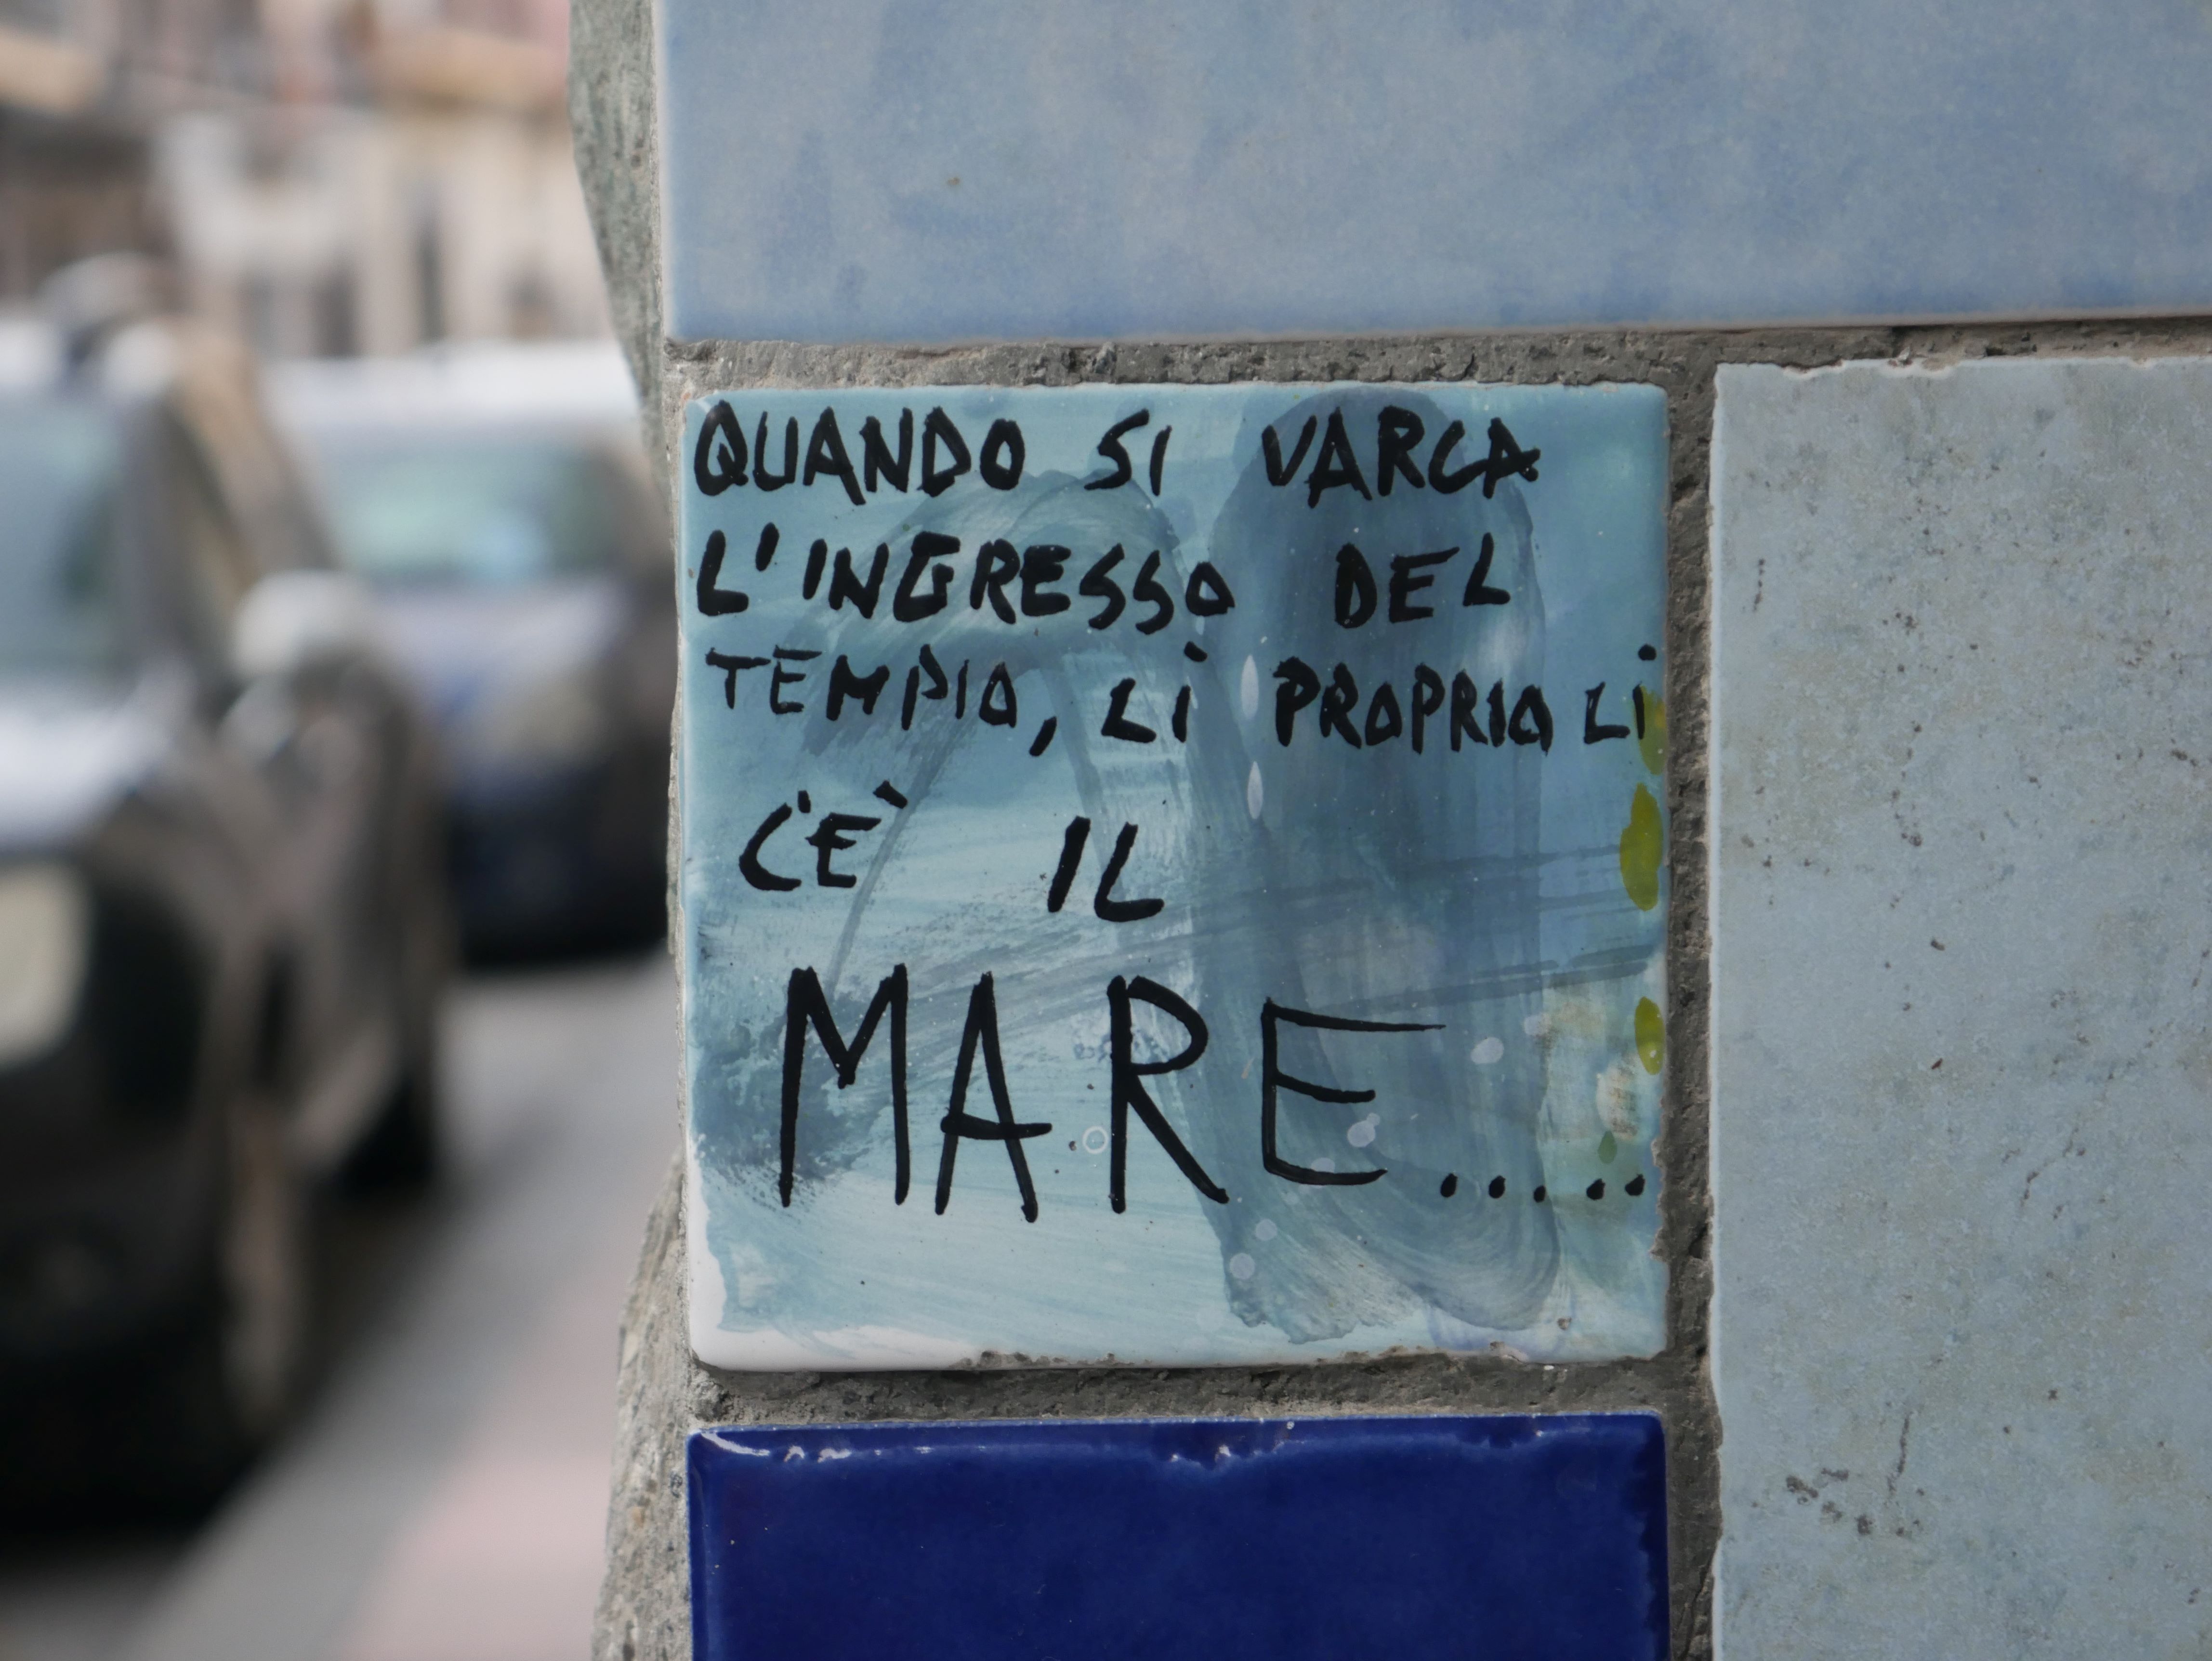 QUANDO SI VARCA
L'INGRESSO DEL
TEMPIO, Lì PROPRIO Lì
C'È IL
MARE.....